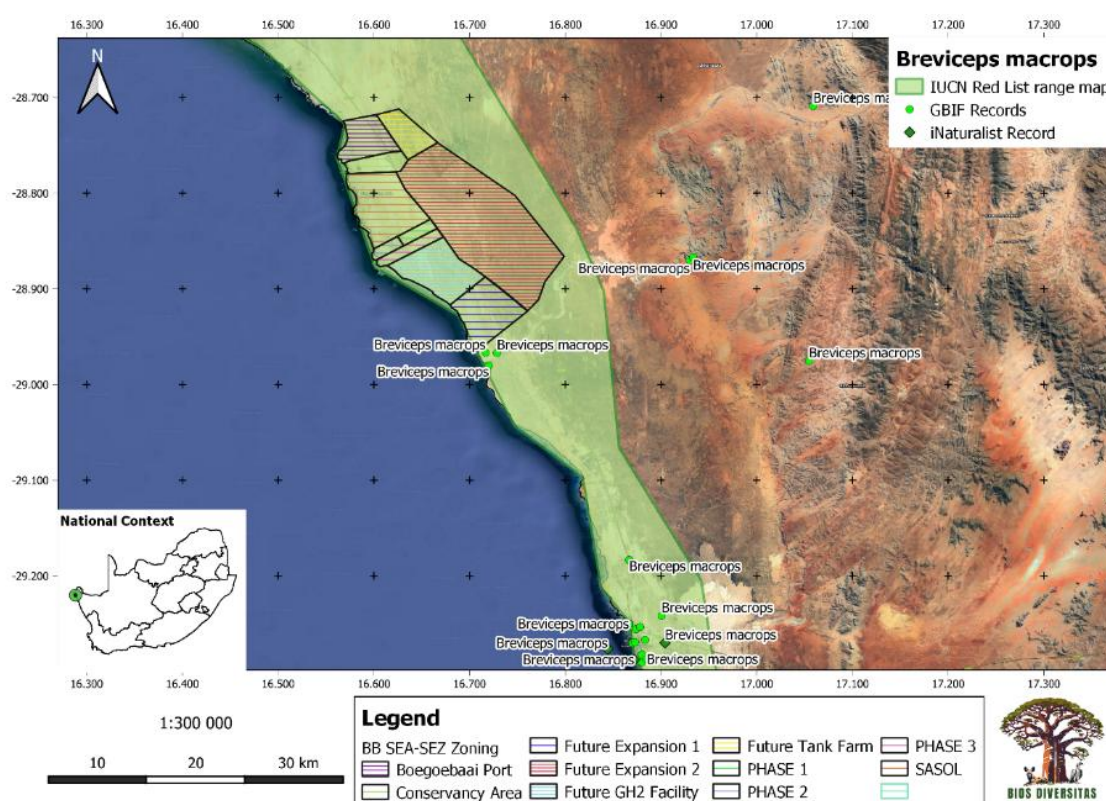 16.300 16.400 16.500 16.600 16.700 16.800 16.900 17.000 17.100 17.200 17.300
N
Breviceps macrops
IUCN Red List range map
GBIF Records
iNaturalist Record
-28.700
-28.800
-28.900
-29.000
-29.100
-29.200
Breviceps mac
Breviceps macrops Breviceps macrops
Breviceps macrops Breviceps macrops
Breviceps macrops
Breviceps macrops
Breviceps macrops
Breviceps macrops
Breviceps macrops
Breviceps macrops
Breviceps macrops
Breviceps macrops Breviceps macrops
National Context
16.300 16.400 16.500 16.600 16.700 16.800 16.900 17.000 17.100 17.200 17.300
1:300 000
10 20 30 km
Legend
BB SEA-SEZ Zoning
Boegoebaai Port
Conservancy Area
Future Expansion 1
Future Expansion 2
Future GH2 Facility
Future Tank Farm
PHASE 1
PHASE 2
PHASE 3
SASOL
BIOS DIVERSITAS